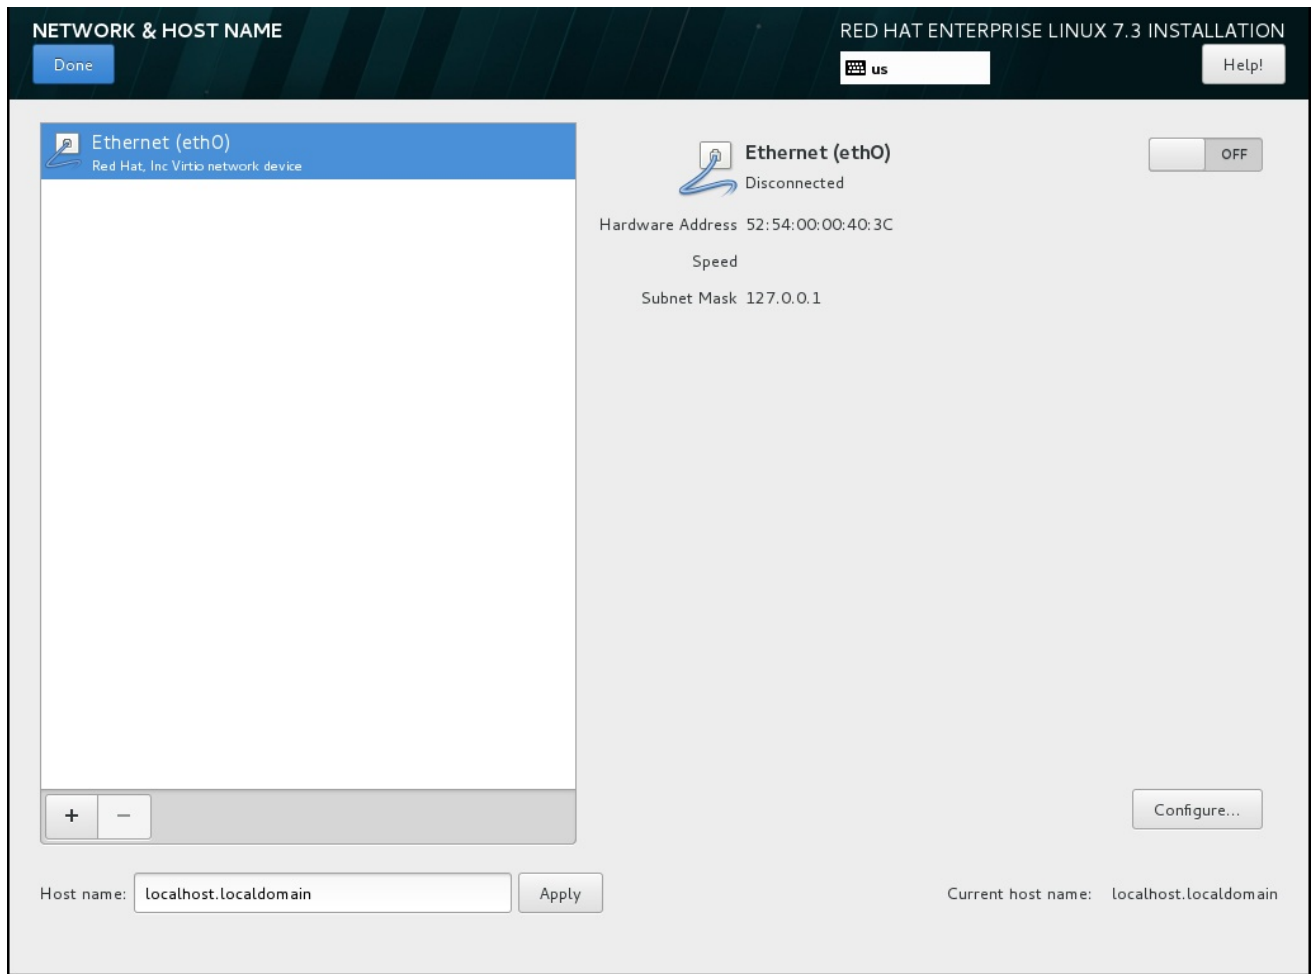 NETWORK & HOST NAME
RED HAT ENTERPRISE LINUX 7.3 INSTALLATION
Done
us
Help!
Ethernet (eth0)
Red Hat, Inc Virtio network device
Ethernet (eth0)
OFF
Disconnected
Hardware Address 52:54:00:00:40:3C
Speed
Subnet Mask 127.0.0.1
+ −
Configure...
Host name: localhost.localdomain Apply
Current host name: localhost.localdomain